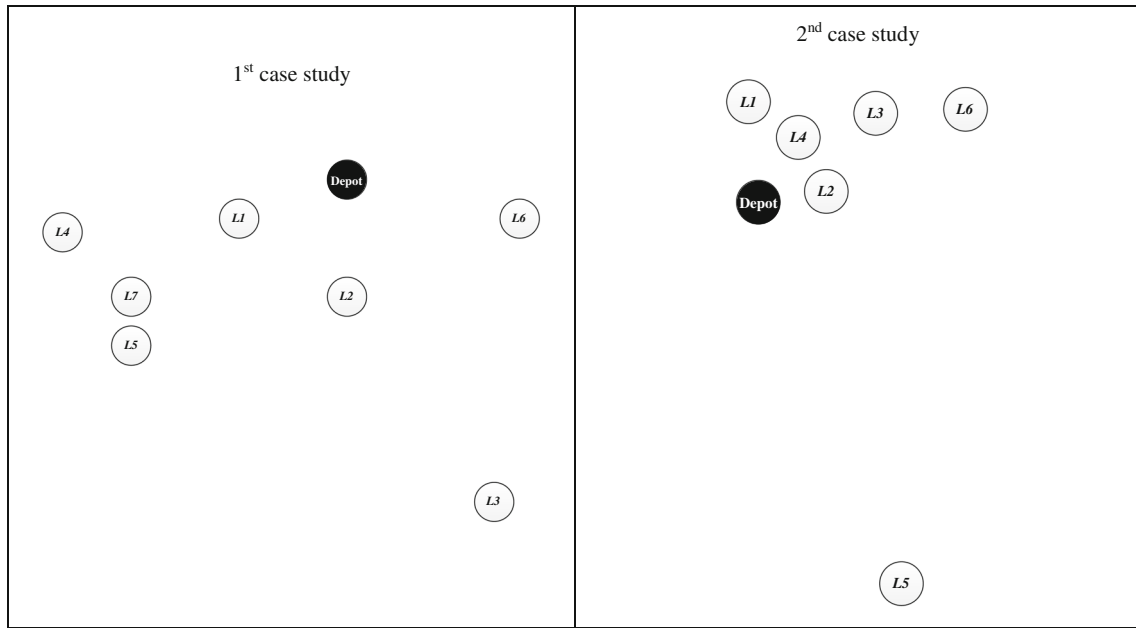 1st case study
Depot
L1
L6
L4
L7
L2
L5
L3
2nd case study
L1
L3
L6
L4
L2
Depot
L5